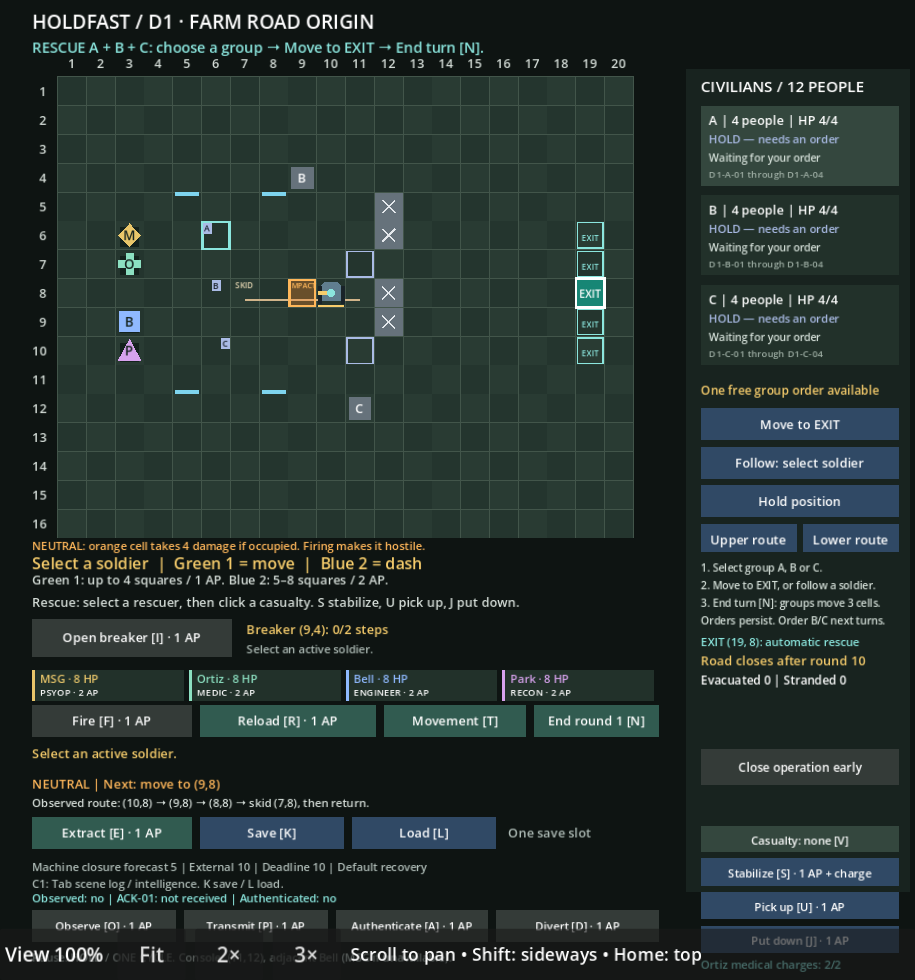 HOLDFAST / D1 · FARM ROAD ORIGIN
RESCUE A + B + C: choose a group → Move to EXIT → End turn [N].
1 2 3 4 5 6 7 8 9 10 11 12 13 14 15 16 17 18 19 20
1
2
3
4 B
5
6 M A EXIT
7 O EXIT
8 B SKID IMPACT EXIT
9 B EXIT
10 P C EXIT
11
12 C
13
14
15
16
NEUTRAL: orange cell takes 4 damage if occupied. Firing makes it hostile.
Select a soldier | Green 1 = move | Blue 2 = dash
Green 1: up to 4 squares / 1 AP. Blue 2: 5–8 squares / 2 AP.
Rescue: select a rescuer, then click a casualty. S stabilize, U pick up, J put down.
Open breaker [I] · 1 AP
Breaker (9,4): 0/2 steps
Select an active soldier.
MSG · 8 HP
PSYOP · 2 AP
Ortiz · 8 HP
MEDIC · 2 AP
Bell · 8 HP
ENGINEER · 2 AP
Park · 8 HP
RECON · 2 AP
Fire [F] · 1 AP
Reload [R] · 1 AP
Movement [T]
End round 1 [N]
Select an active soldier.
NEUTRAL | Next: move to (9,8)
Observed route: (10,8) → (9,8) → (8,8) → skid (7,8), then return.
Extract [E] · 1 AP
Save [K]
Load [L]
One save slot
Machine closure forecast 5 | External 10 | Deadline 10 | Default recovery
C1: Tab scene log / intelligence. K save / L load.
Observed: no | ACK-01: not received | Authenticated: no
Observe [O] · 1 AP
Transmit [P] · 1 AP
Authenticate [A] · 1 AP
Divert [D] · 1 AP
View 100% Fit 2× 3× Scroll to pan • Shift: sideways • Home: top
CIVILIANS / 12 PEOPLE
A | 4 people | HP 4/4
HOLD — needs an order
Waiting for your order
D1-A-01 through D1-A-04
B | 4 people | HP 4/4
HOLD — needs an order
Waiting for your order
D1-B-01 through D1-B-04
C | 4 people | HP 4/4
HOLD — needs an order
Waiting for your order
D1-C-01 through D1-C-04
One free group order available
Move to EXIT
Follow: select soldier
Hold position
Upper route
Lower route
1. Select group A, B or C.
2. Move to EXIT, or follow a soldier.
3. End turn [N]: groups move 3 cells.
Orders persist. Order B/C next turns.
EXIT (19, 8): automatic rescue
Road closes after round 10
Evacuated 0 | Stranded 0
Close operation early
Casualty: none [V]
Stabilize [S] · 1 AP + charge
Pick up [U] · 1 AP
Put down [J] · 1 AP
Ortiz medical charges: 2/2